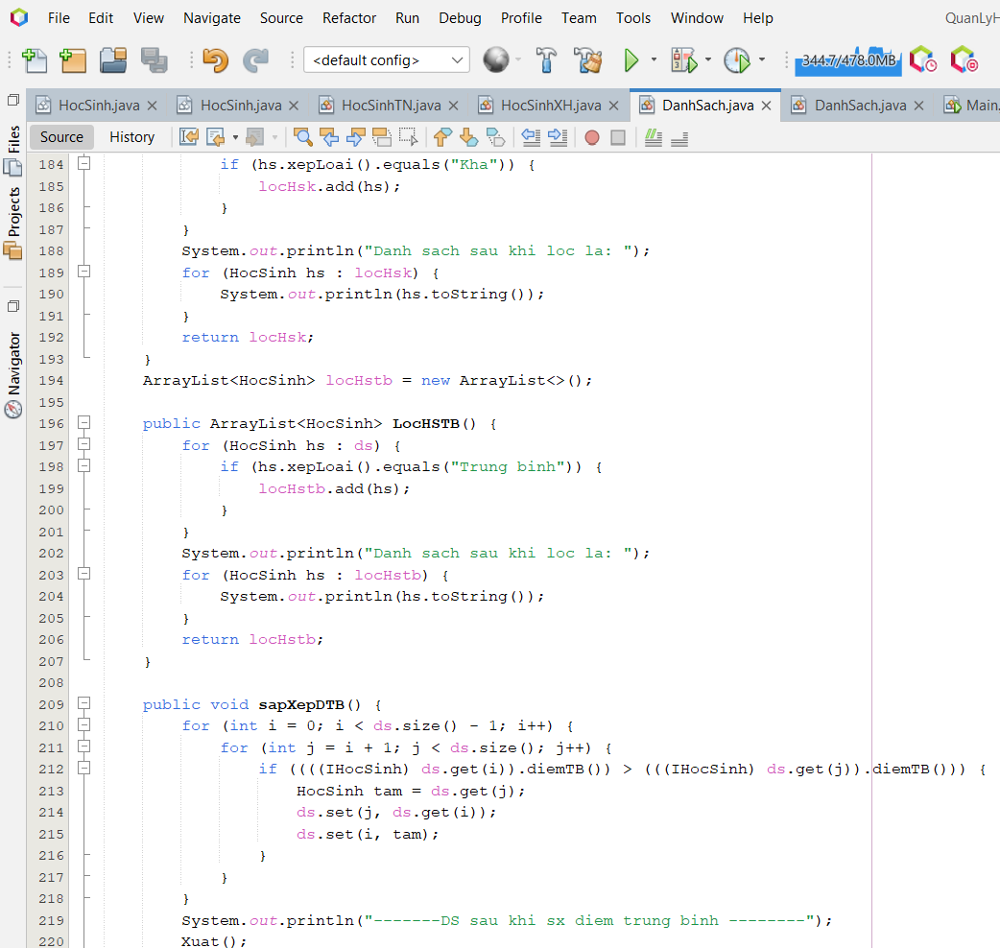 File Edit View Navigate Source Refactor Run Debug Profile Team Tools Window Help QuanLyH
<default config> 344.7/478.0MB
HocSinh.java HocSinh.java HocSinhTN.java HocSinhXH.java DanhSach.java DanhSach.java Main.
Source History
Files
Projects
Navigator
184 if (hs.xepLoai().equals("Kha")) {
185 locHsk.add(hs);
186 }
187 }
188 System.out.println("Danh sach sau khi loc la: ");
189 for (HocSinh hs : locHsk) {
190 System.out.println(hs.toString());
191 }
192 return locHsk;
193 }
194 ArrayList<HocSinh> locHstb = new ArrayList<>();
195
196 public ArrayList<HocSinh> LocHSTB() {
197 for (HocSinh hs : ds) {
198 if (hs.xepLoai().equals("Trung binh")) {
199 locHstb.add(hs);
200 }
201 }
202 System.out.println("Danh sach sau khi loc la: ");
203 for (HocSinh hs : locHstb) {
204 System.out.println(hs.toString());
205 }
206 return locHstb;
207 }
208
209 public void sapXepDTB() {
210 for (int i = 0; i < ds.size() - 1; i++) {
211 for (int j = i + 1; j < ds.size(); j++) {
212 if ((((IHocSinh) ds.get(i)).diemTB()) > (((IHocSinh) ds.get(j)).diemTB())) {
213 HocSinh tam = ds.get(j);
214 ds.set(j, ds.get(i));
215 ds.set(i, tam);
216 }
217 }
218 }
219 System.out.println("-------DS sau khi sx diem trung binh --------");
220 Xuat();